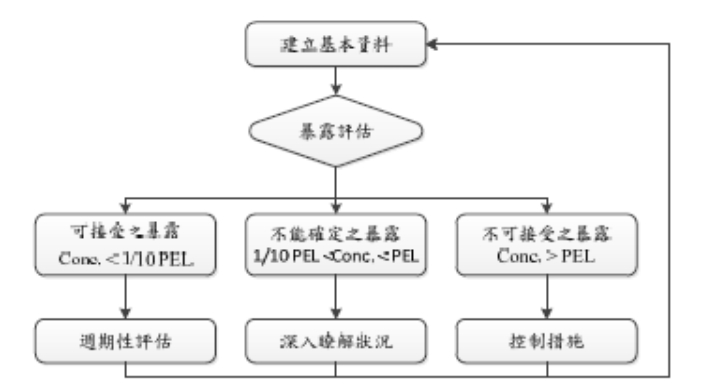 建立基本資料
暴露評估
可接受之暴露
Conc. < 1/10 PEL
不能確定之暴露
1/10 PEL <Conc. < PEL
不可接受之暴露
Conc. > PEL
週期性評估
深入瞭解狀況
控制措施